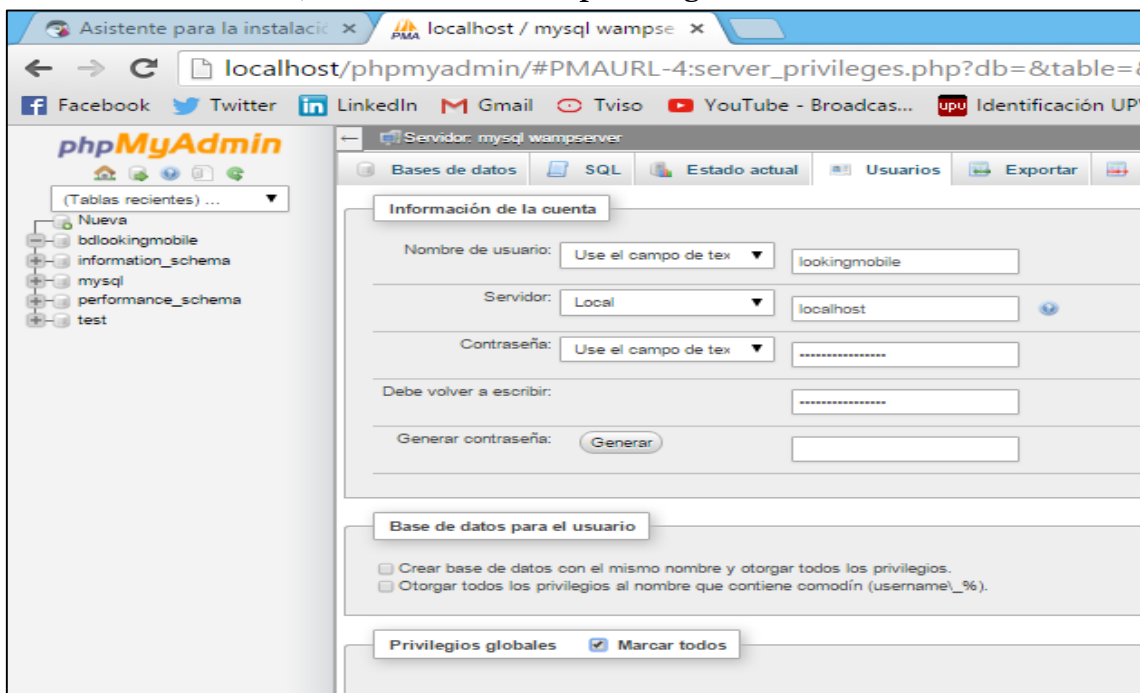 Asistente para la instalació
PMA localhost / mysql wampse
localhost/phpmyadmin/#PMAURL-4:server_privileges.php?db=&table=&
Facebook Twitter LinkedIn Gmail Tviso YouTube - Broadcas... upv Identificación UPV
phpMyAdmin
Servidor: mysql wampserver
Bases de datos SQL Estado actual Usuarios Exportar
(Tablas recientes) ...
Nueva
bdlookingmobile
information_schema
mysql
performance_schema
test
Información de la cuenta
Nombre de usuario: Use el campo de tex lookingmobile
Servidor: Local localhost
Contraseña: Use el campo de tex ................
Debe volver a escribir: ................
Generar contraseña: Generar
Base de datos para el usuario
Crear base de datos con el mismo nombre y otorgar todos los privilegios.
Otorgar todos los privilegios al nombre que contiene comodín (username\_%).
Privilegios globales Marcar todos